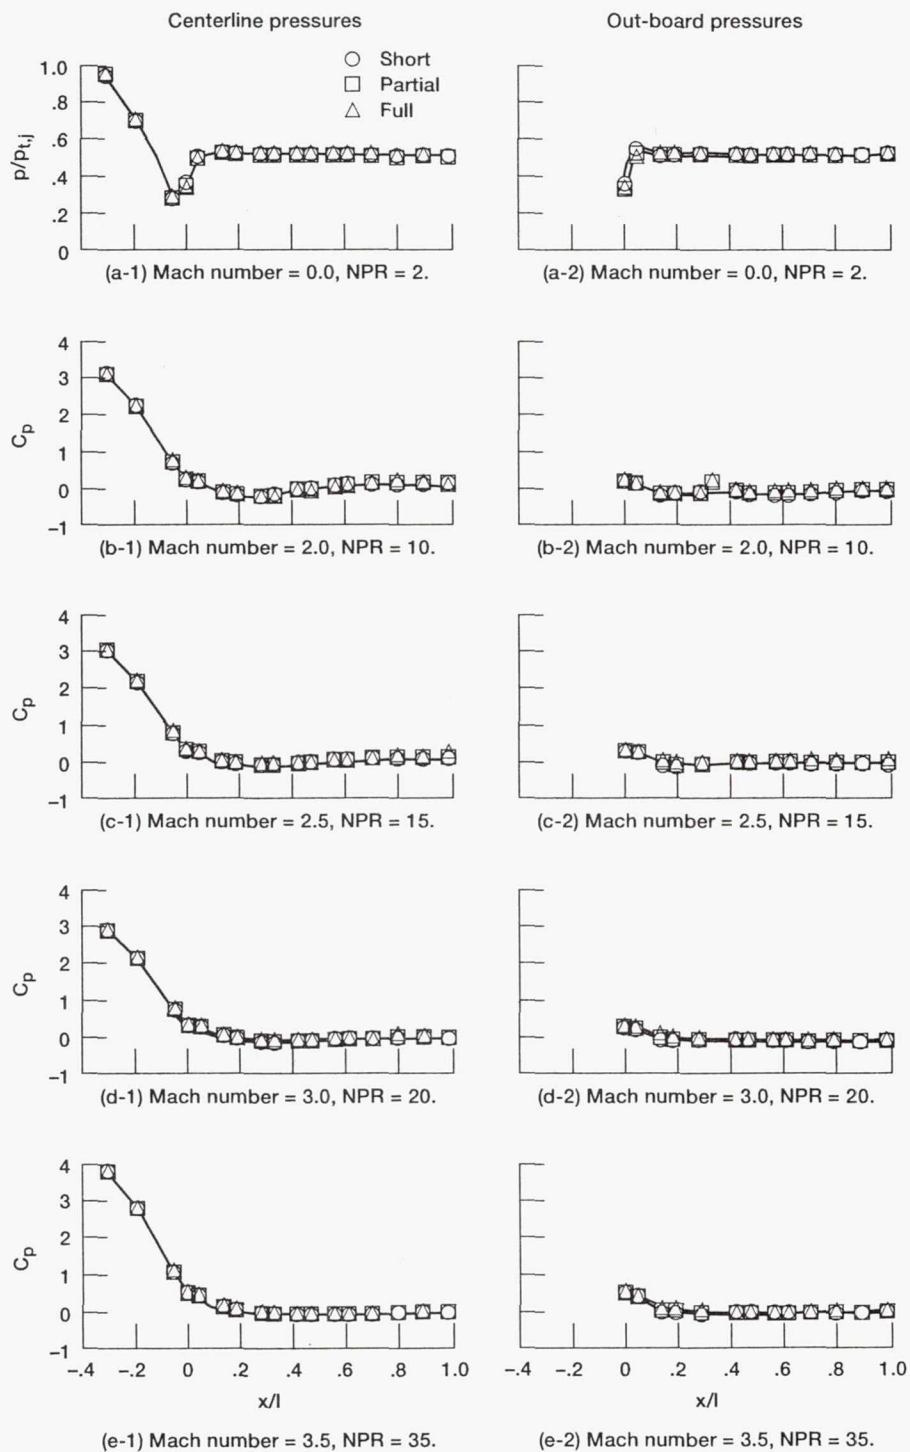 Centerline pressures
Out-board pressures
Short
Partial
Full
p/pt,j
1.0
.8
.6
.4
.2
0
(a-1) Mach number = 0.0, NPR = 2.
(a-2) Mach number = 0.0, NPR = 2.
Cp
4
3
2
1
0
−1
(b-1) Mach number = 2.0, NPR = 10.
(b-2) Mach number = 2.0, NPR = 10.
Cp
4
3
2
1
0
−1
(c-1) Mach number = 2.5, NPR = 15.
(c-2) Mach number = 2.5, NPR = 15.
Cp
4
3
2
1
0
−1
(d-1) Mach number = 3.0, NPR = 20.
(d-2) Mach number = 3.0, NPR = 20.
Cp
4
3
2
1
0
−1
−.4 −.2 0 .2 .4 .6 .8 1.0
x/l
−.4 −.2 0 .2 .4 .6 .8 1.0
x/l
(e-1) Mach number = 3.5, NPR = 35.
(e-2) Mach number = 3.5, NPR = 35.